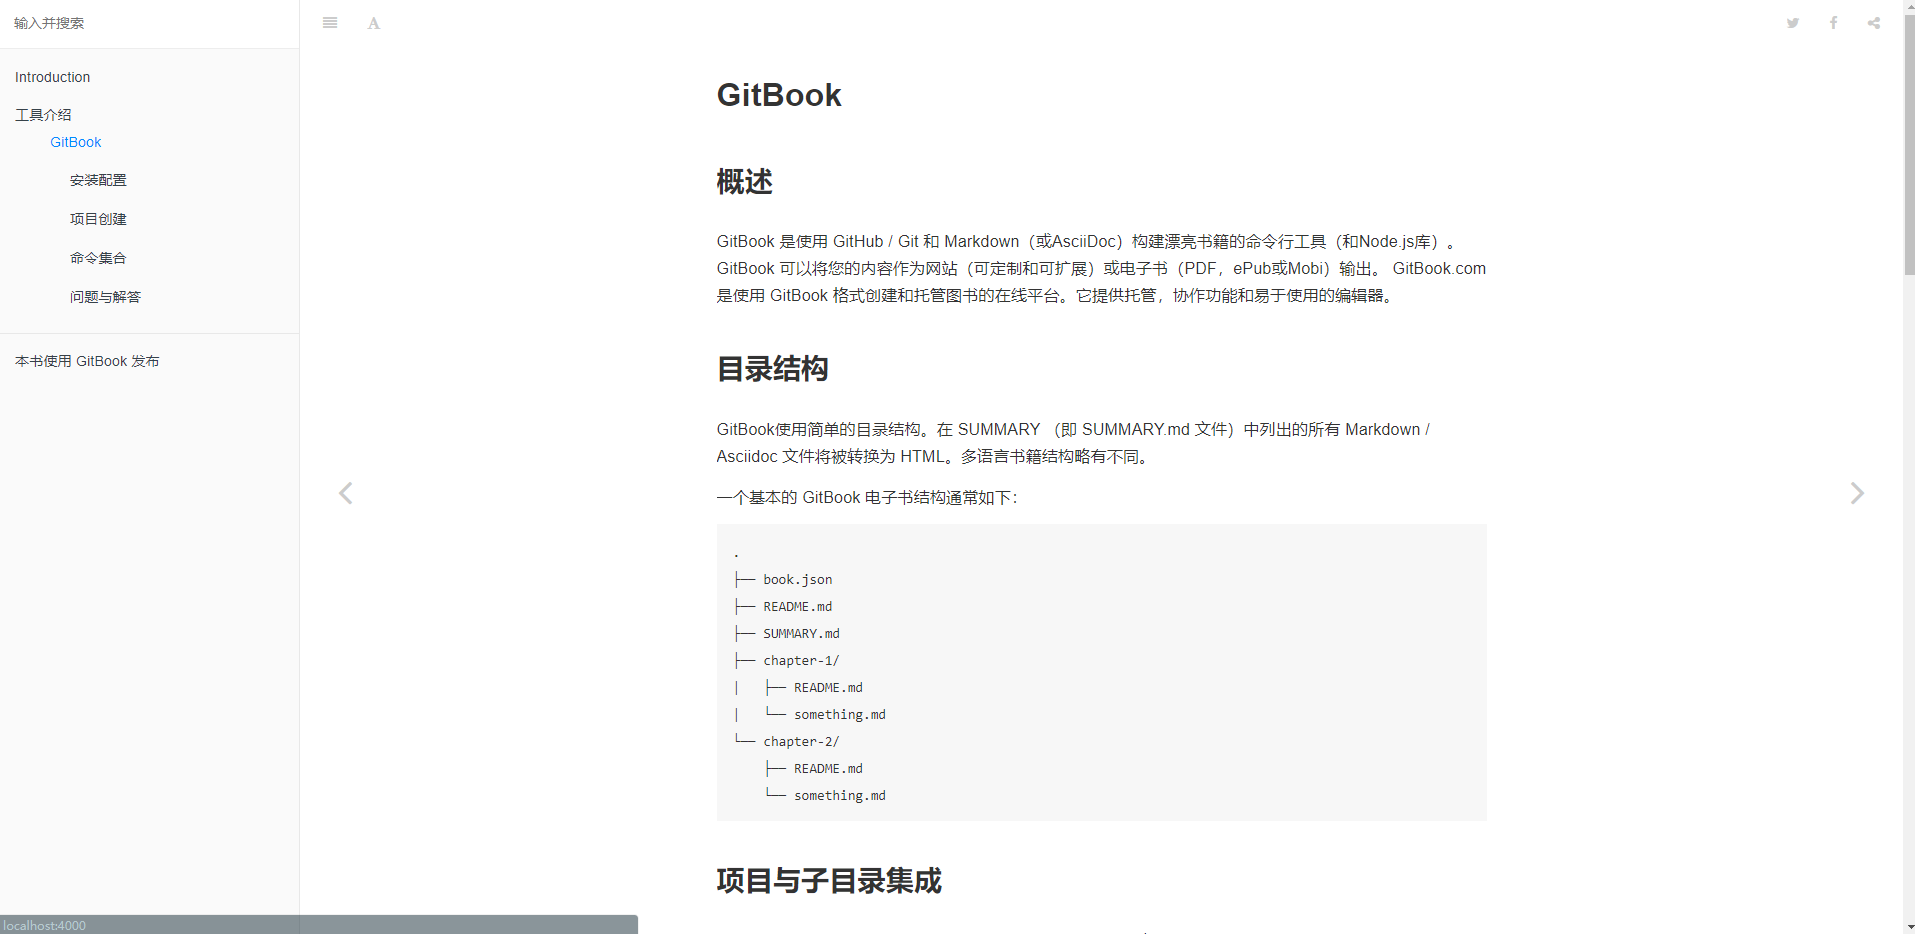 输入并搜索
A
Introduction
工具介绍
GitBook
安装配置
项目创建
命令集合
问题与解答
本书使用 GitBook 发布
GitBook
概述
GitBook 是使用 GitHub / Git 和 Markdown（或AsciiDoc）构建漂亮书籍的命令行工具（和Node.js库）。
GitBook 可以将您的内容作为网站（可定制和可扩展）或电子书（PDF，ePub或Mobi）输出。 GitBook.com
是使用 GitBook 格式创建和托管图书的在线平台。它提供托管，协作功能和易于使用的编辑器。
目录结构
GitBook使用简单的目录结构。在 SUMMARY （即 SUMMARY.md 文件）中列出的所有 Markdown /
Asciidoc 文件将被转换为 HTML。多语言书籍结构略有不同。
一个基本的 GitBook 电子书结构通常如下：
.
├── book.json
├── README.md
├── SUMMARY.md
├── chapter-1/
|   ├── README.md
|   └── something.md
└── chapter-2/
    ├── README.md
    └── something.md
项目与子目录集成
localhost:4000